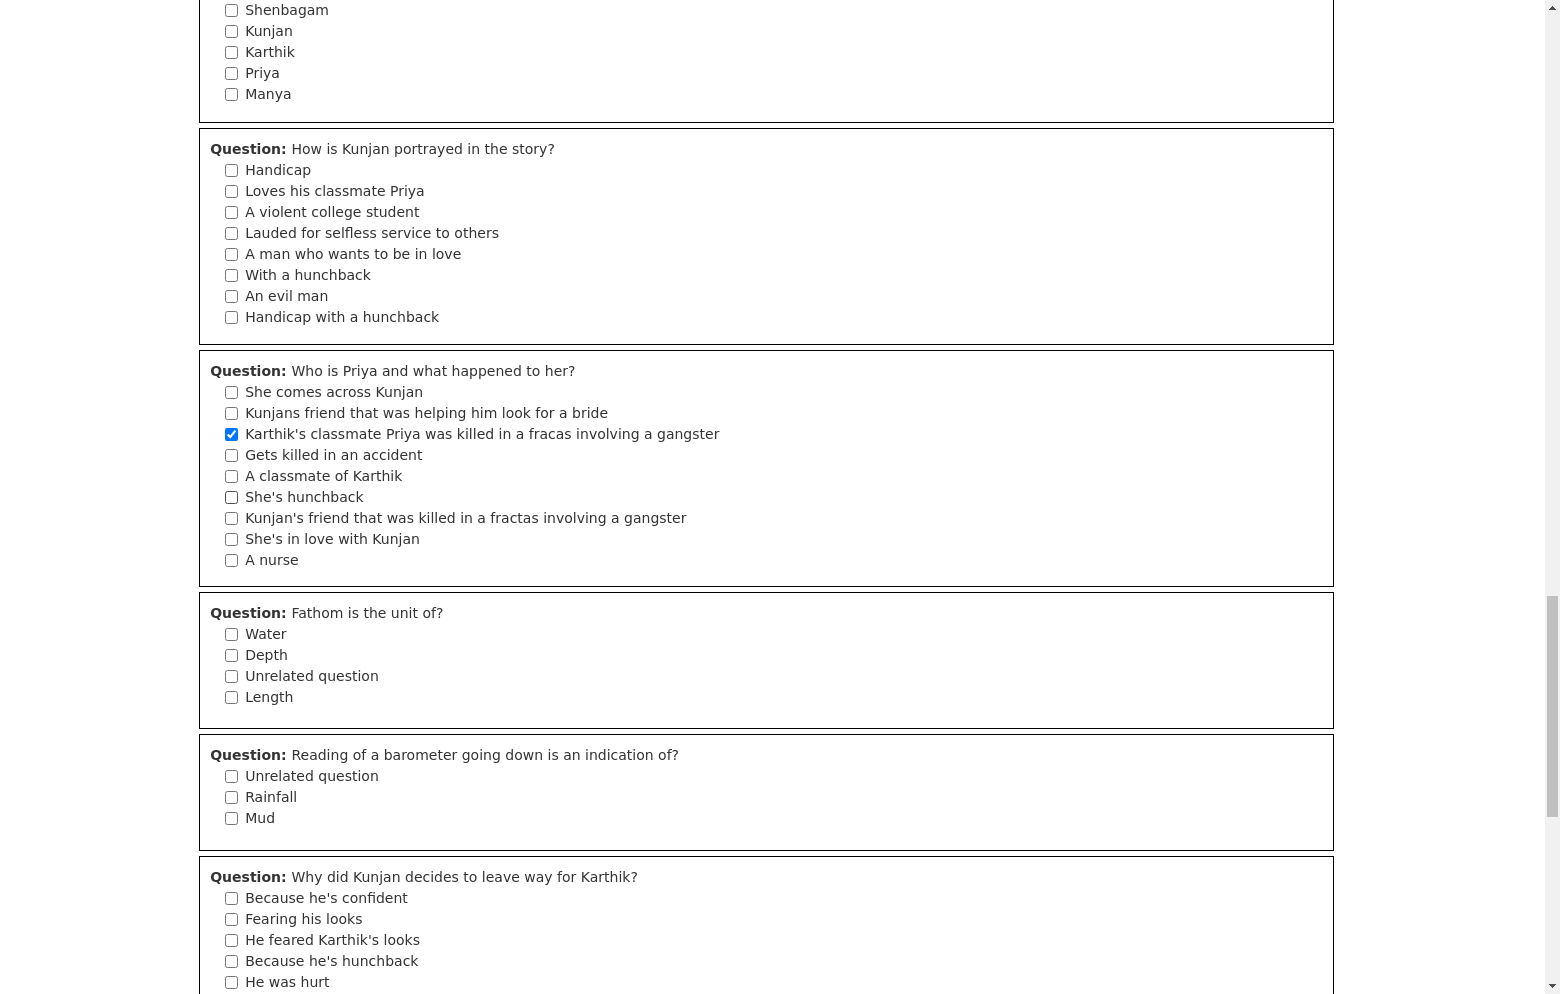 Shenbagam
Kunjan
Karthik
Priya
Manya
Question: How is Kunjan portrayed in the story?
Handicap
Loves his classmate Priya
A violent college student
Lauded for selfless service to others
A man who wants to be in love
With a hunchback
An evil man
Handicap with a hunchback
Question: Who is Priya and what happened to her?
She comes across Kunjan
Kunjans friend that was helping him look for a bride
Karthik's classmate Priya was killed in a fracas involving a gangster
Gets killed in an accident
A classmate of Karthik
She's hunchback
Kunjan's friend that was killed in a fractas involving a gangster
She's in love with Kunjan
A nurse
Question: Fathom is the unit of?
Water
Depth
Unrelated question
Length
Question: Reading of a barometer going down is an indication of?
Unrelated question
Rainfall
Mud
Question: Why did Kunjan decides to leave way for Karthik?
Because he's confident
Fearing his looks
He feared Karthik's looks
Because he's hunchback
He was hurt